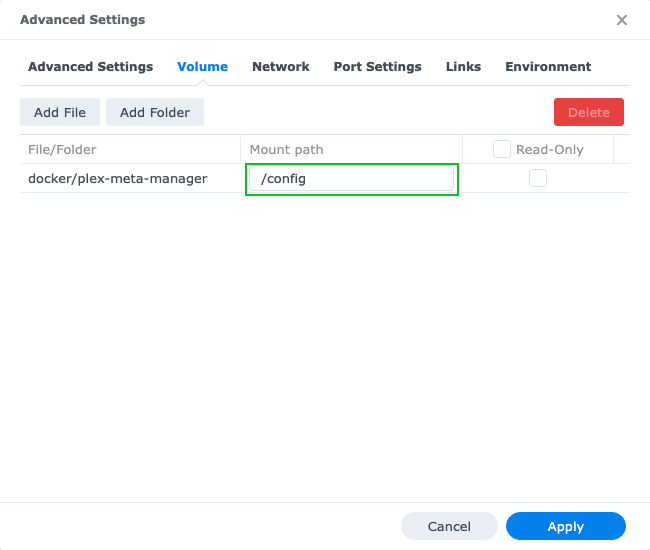 Advanced Settings X
Advanced Settings Volume Network Port Settings Links Environment
Add File Add Folder Delete
File/Folder Mount path Read-Only
docker/plex-meta-manager /config
Cancel Apply